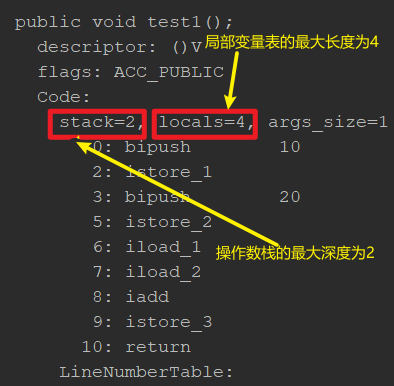 public void test1();
descriptor: ()V
局部变量表的最大长度为4
flags: ACC_PUBLIC
Code:
stack=2, locals=4, args_size=1
0: bipush 10
2: istore_1
3: bipush 20
5: istore_2
操作数栈的最大深度为2
6: iload_1
7: iload_2
8: iadd
9: istore_3
10: return
LineNumberTable: